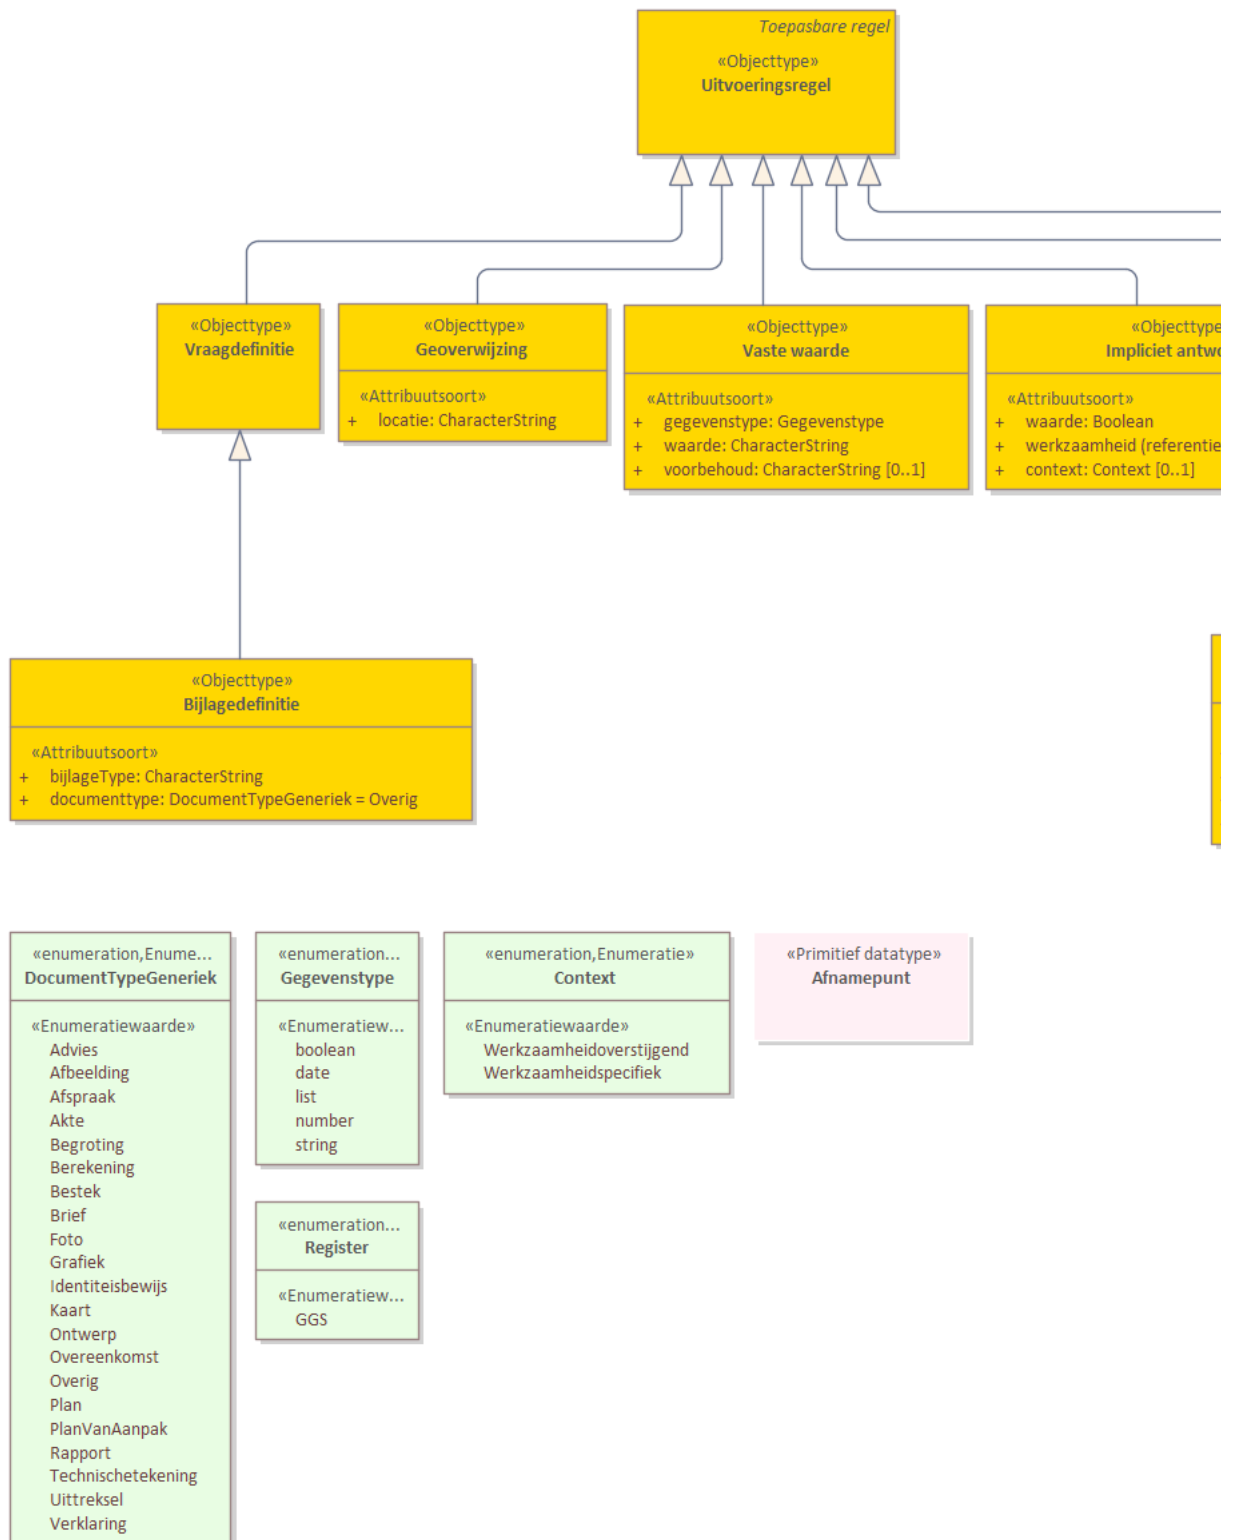 Toepasbare regel
«Objecttype»
Uitvoeringsregel
«Objecttype»
Vraagdefinitie
«Objecttype»
Geoverwijzing
«Attribuutsoort»
+ locatie: CharacterString
«Objecttype»
Vaste waarde
«Attribuutsoort»
+ gegevenstype: Gegevenstype
+ waarde: CharacterString
+ voorbehoud: CharacterString [0..1]
«Objecttype
Impliciet antw
«Attribuutsoort»
+ waarde: Boolean
+ werkzaamheid (referentie
+ context: Context [0..1]
«Objecttype»
Bijlagedefinitie
«Attribuutsoort»
+ bijlageType: CharacterString
+ documenttype: DocumentTypeGeneriek = Overig
«enumeration,Enume...
DocumentTypeGeneriek
«Enumeratiewaarde»
Advies
Afbeelding
Afspraak
Akte
Begroting
Berekening
Bestek
Brief
Foto
Grafiek
Identiteisbewijs
Kaart
Ontwerp
Overeenkomst
Overig
Plan
PlanVanAanpak
Rapport
Technischetekening
Uittreksel
Verklaring
«enumeration...
Gegevenstype
«Enumeratiew...
boolean
date
list
number
string
«enumeration...
Register
«Enumeratiew...
GGS
«enumeration,Enumeratie»
Context
«Enumeratiewaarde»
Werkzaamheidoverstijgend
Werkzaamheidspecifiek
«Primitief datatype»
Afnamepunt